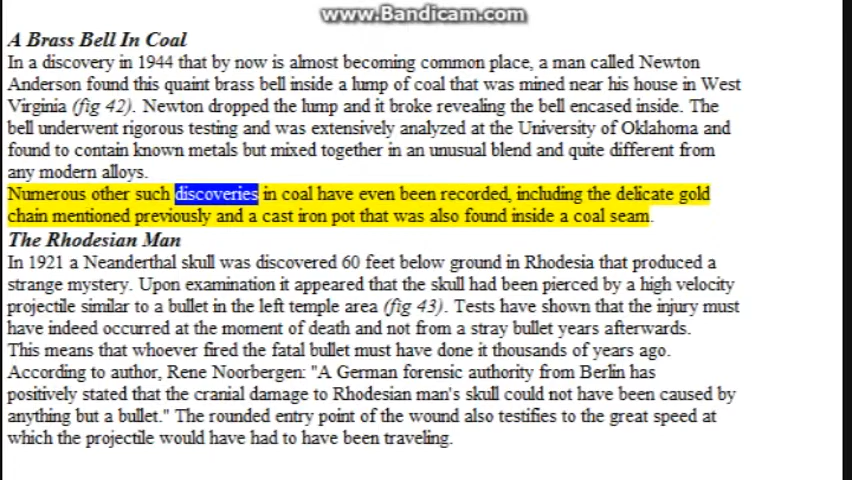 www.Bandicam.com
A Brass Bell In Coal
In a discovery in 1944 that by now is almost becoming common place, a man called Newton
Anderson found this quaint brass bell inside a lump of coal that was mined near his house in West
Virginia (fig 42). Newton dropped the lump and it broke revealing the bell encased inside. The
bell underwent rigorous testing and was extensively analyzed at the University of Oklahoma and
found to contain known metals but mixed together in an unusual blend and quite different from
any modern alloys.
Numerous other such discoveries in coal have even been recorded, including the delicate gold
chain mentioned previously and a cast iron pot that was also found inside a coal seam.
The Rhodesian Man
In 1921 a Neanderthal skull was discovered 60 feet below ground in Rhodesia that produced a
strange mystery. Upon examination it appeared that the skull had been pierced by a high velocity
projectile similar to a bullet in the left temple area (fig 43). Tests have shown that the injury must
have indeed occurred at the moment of death and not from a stray bullet years afterwards.
This means that whoever fired the fatal bullet must have done it thousands of years ago.
According to author, Rene Noorbergen: "A German forensic authority from Berlin has
positively stated that the cranial damage to Rhodesian man's skull could not have been caused by
anything but a bullet." The rounded entry point of the wound also testifies to the great speed at
which the projectile would have had to have been traveling.